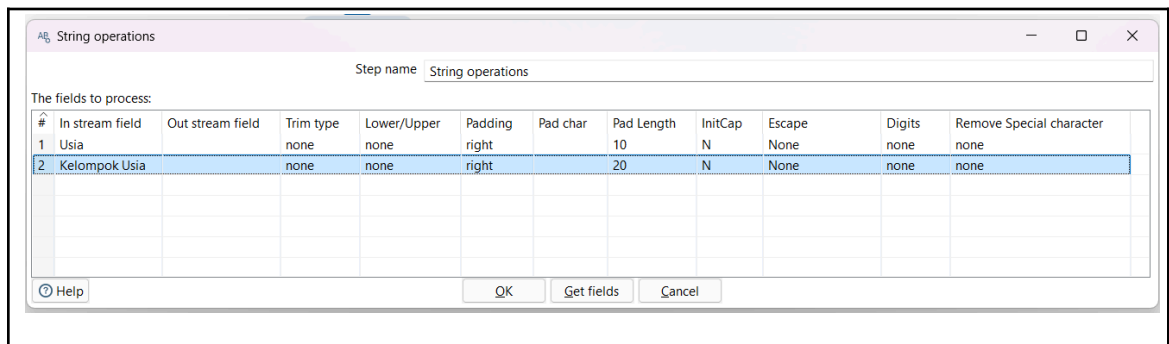 String operations
Step name String operations
The fields to process:
# In stream field Out stream field Trim type Lower/Upper Padding Pad char Pad Length InitCap Escape Digits Remove Special character
1 Usia none none right 10 N None none none
2 Kelompok Usia none none right 20 N None none none
Help OK Get fields Cancel